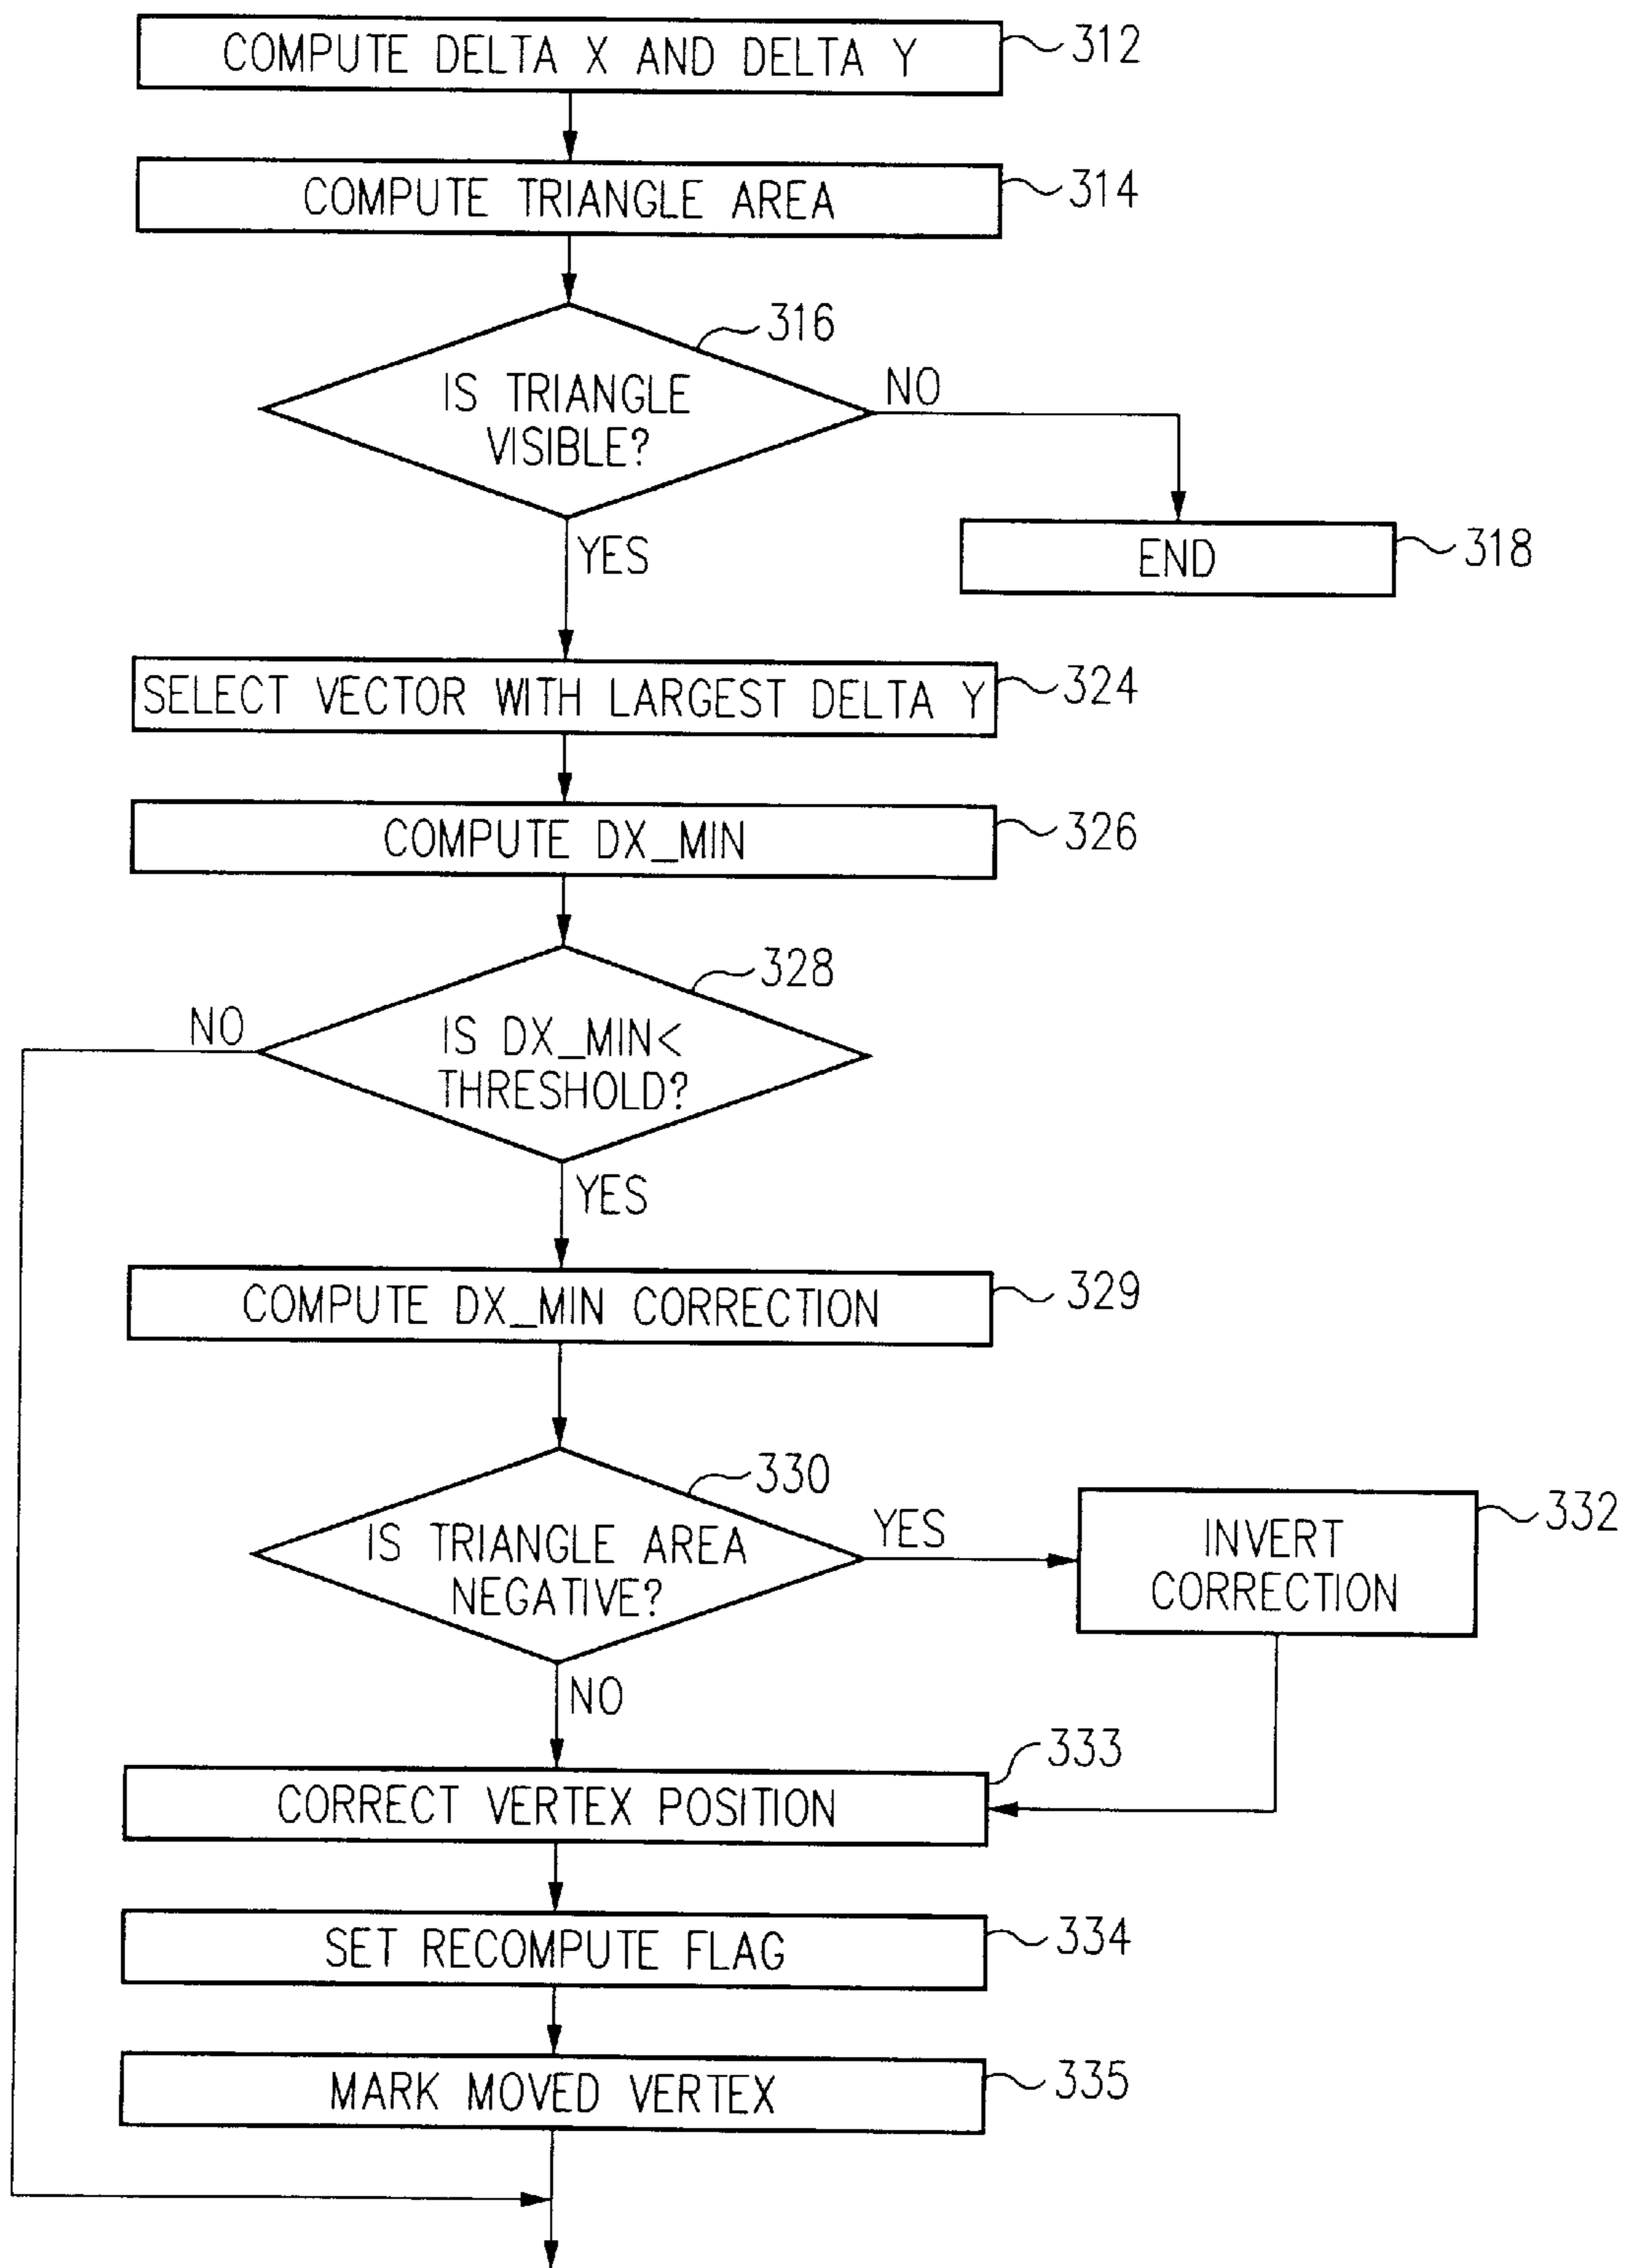 COMPUTE DELTA X AND DELTA Y
312
COMPUTE TRIANGLE AREA
314
316
IS TRIANGLE
VISIBLE?
NO
YES
END
318
SELECT VECTOR WITH LARGEST DELTA Y
324
COMPUTE DX_MIN
326
328
NO
IS DX_MIN<
THRESHOLD?
YES
COMPUTE DX_MIN CORRECTION
329
330
IS TRIANGLE AREA
NEGATIVE?
YES
INVERT
CORRECTION
332
NO
333
CORRECT VERTEX POSITION
SET RECOMPUTE FLAG
334
MARK MOVED VERTEX
335